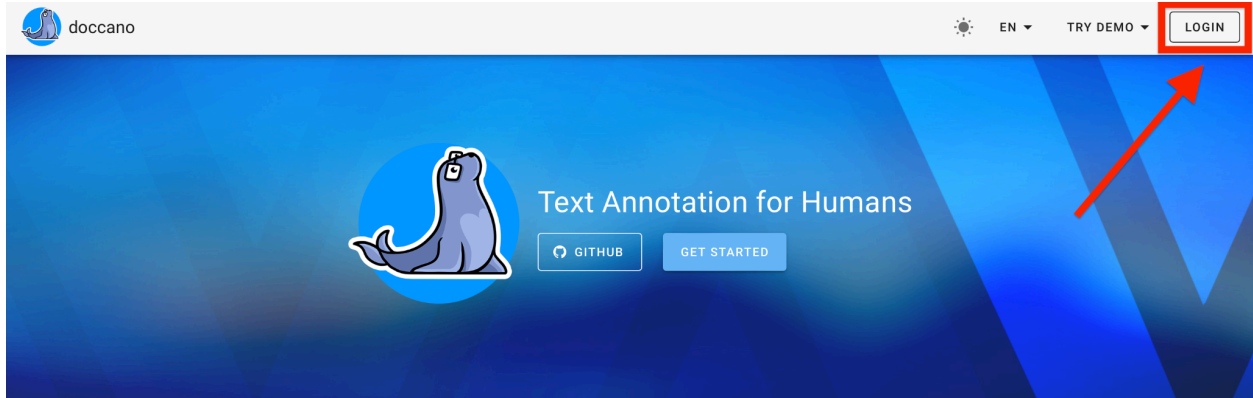 doccano
EN
TRY DEMO
LOGIN
Text Annotation for Humans
GITHUB
GET STARTED